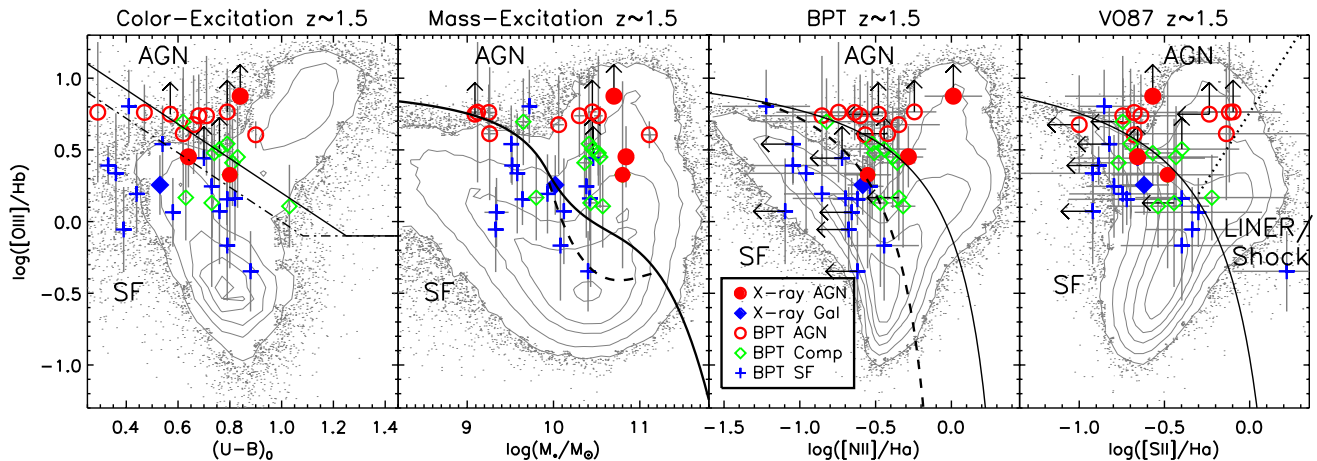 Color-Excitation z~1.5
Mass-Excitation z~1.5
BPT z~1.5
VO87 z~1.5
log([OIII]/Hb)
1.0
0.5
0.0
-0.5
-1.0
AGN
SF
0.4 0.6 0.8 1.0 1.2 1.4
(U-B)₀
AGN
SF
9 10 11
log(M*/M⊙)
AGN
SF
X-ray AGN
X-ray Gal
BPT AGN
BPT Comp
BPT SF
-1.5 -1.0 -0.5 0.0
log([NII]/Ha)
AGN
LINER/
Shock
SF
-1.0 -0.5 0.0
log([SII]/Ha)